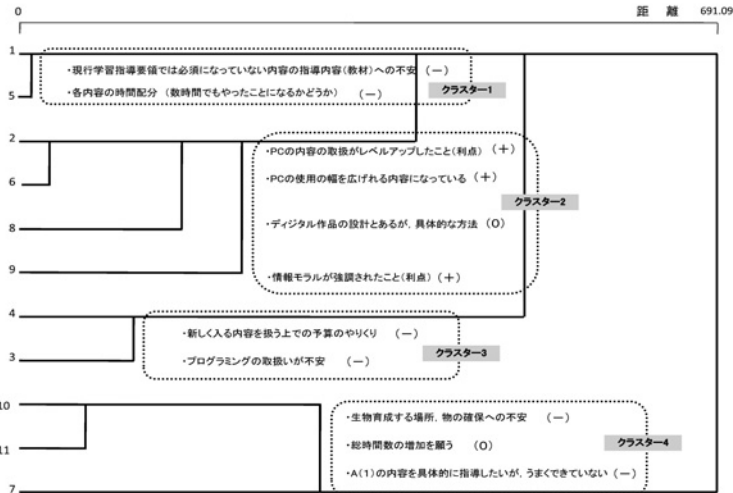 0
距　離　691.09
1
・現行学習指導要領では必須になっていない内容の指導内容(教材)への不安　(－)
5
・各内容の時間配分　(数時間でもやったことになるかどうか)　(－)
クラスター1
2
・PCの内容の取扱がレベルアップしたこと(利点)　(＋)
6
・PCの使用の幅を広げれる内容になっている　(＋)
クラスター2
8
・ディジタル作品の設計とあるが，具体的な方法　(0)
9
・情報モラルが強調されたこと(利点)　(＋)
4
・新しく入る内容を扱う上での予算のやりくり　(－)
3
・プログラミングの取扱いが不安　(－)
クラスター3
10
・生物育成する場所，物の確保への不安　(－)
11
・総時間数の増加を願う　(0)
クラスター4
7
・A(1)の内容を具体的に指導したいが，うまくできていない　(－)